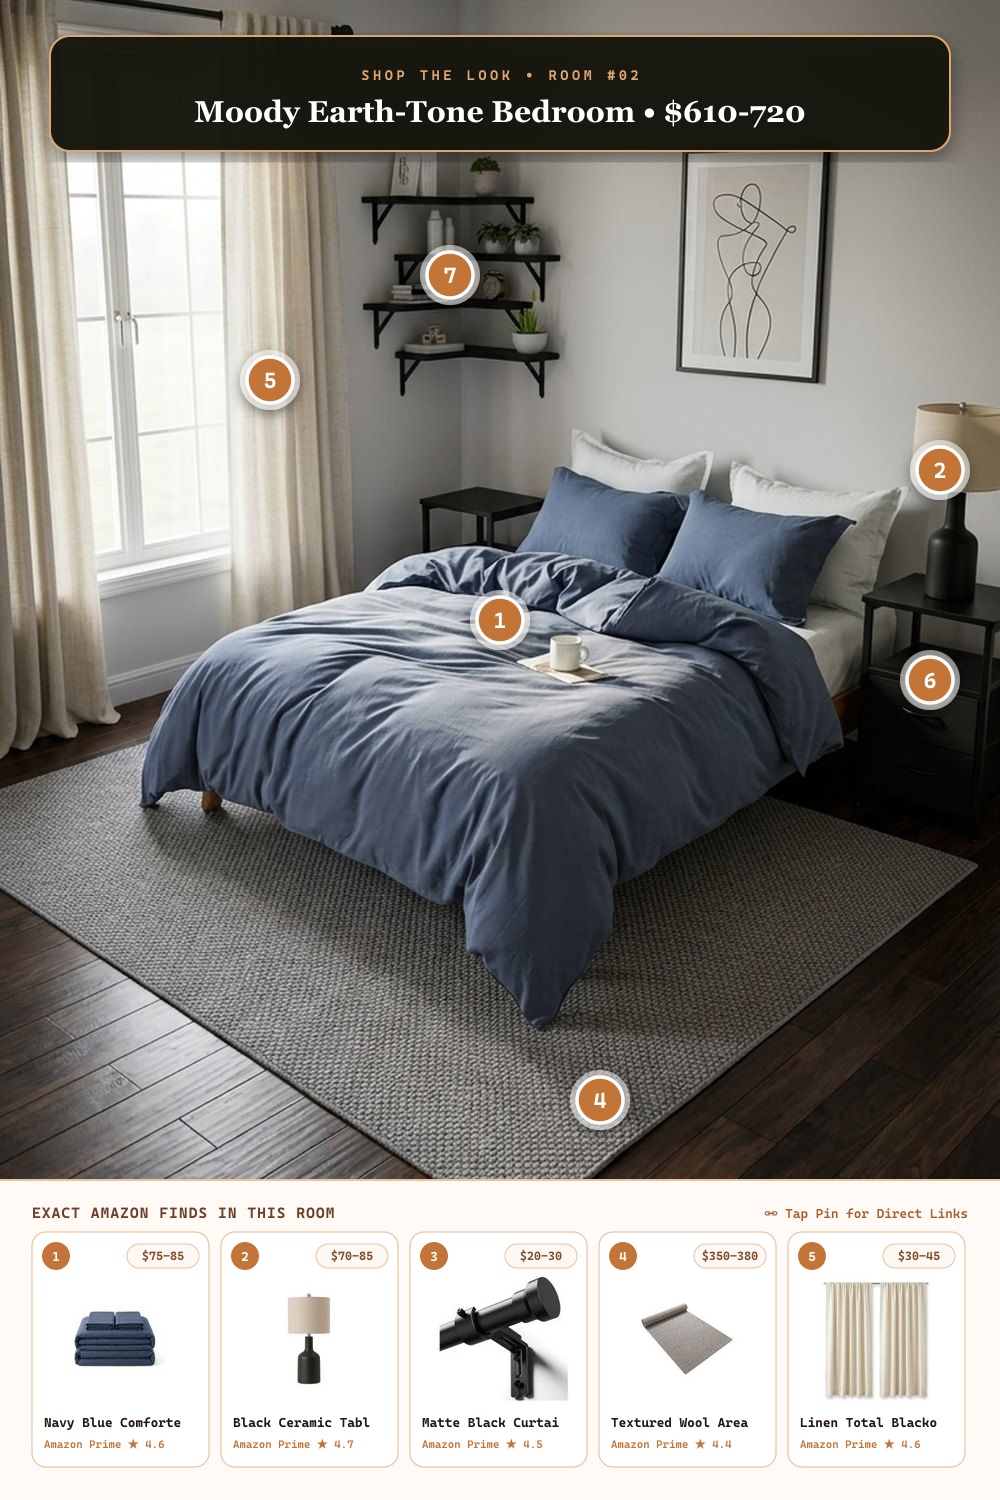 SHOP THE LOOK • ROOM #02
Moody Earth-Tone Bedroom • $610-720
7
5
2
1
6
4
EXACT AMAZON FINDS IN THIS ROOM
Tap Pin for Direct Links
1 $75-85
Navy Blue Comforte
Amazon Prime ★ 4.6
2 $70-85
Black Ceramic Tabl
Amazon Prime ★ 4.7
3 $20-30
Matte Black Curtai
Amazon Prime ★ 4.5
4 $350-380
Textured Wool Area
Amazon Prime ★ 4.4
5 $30-45
Linen Total Blacko
Amazon Prime ★ 4.6